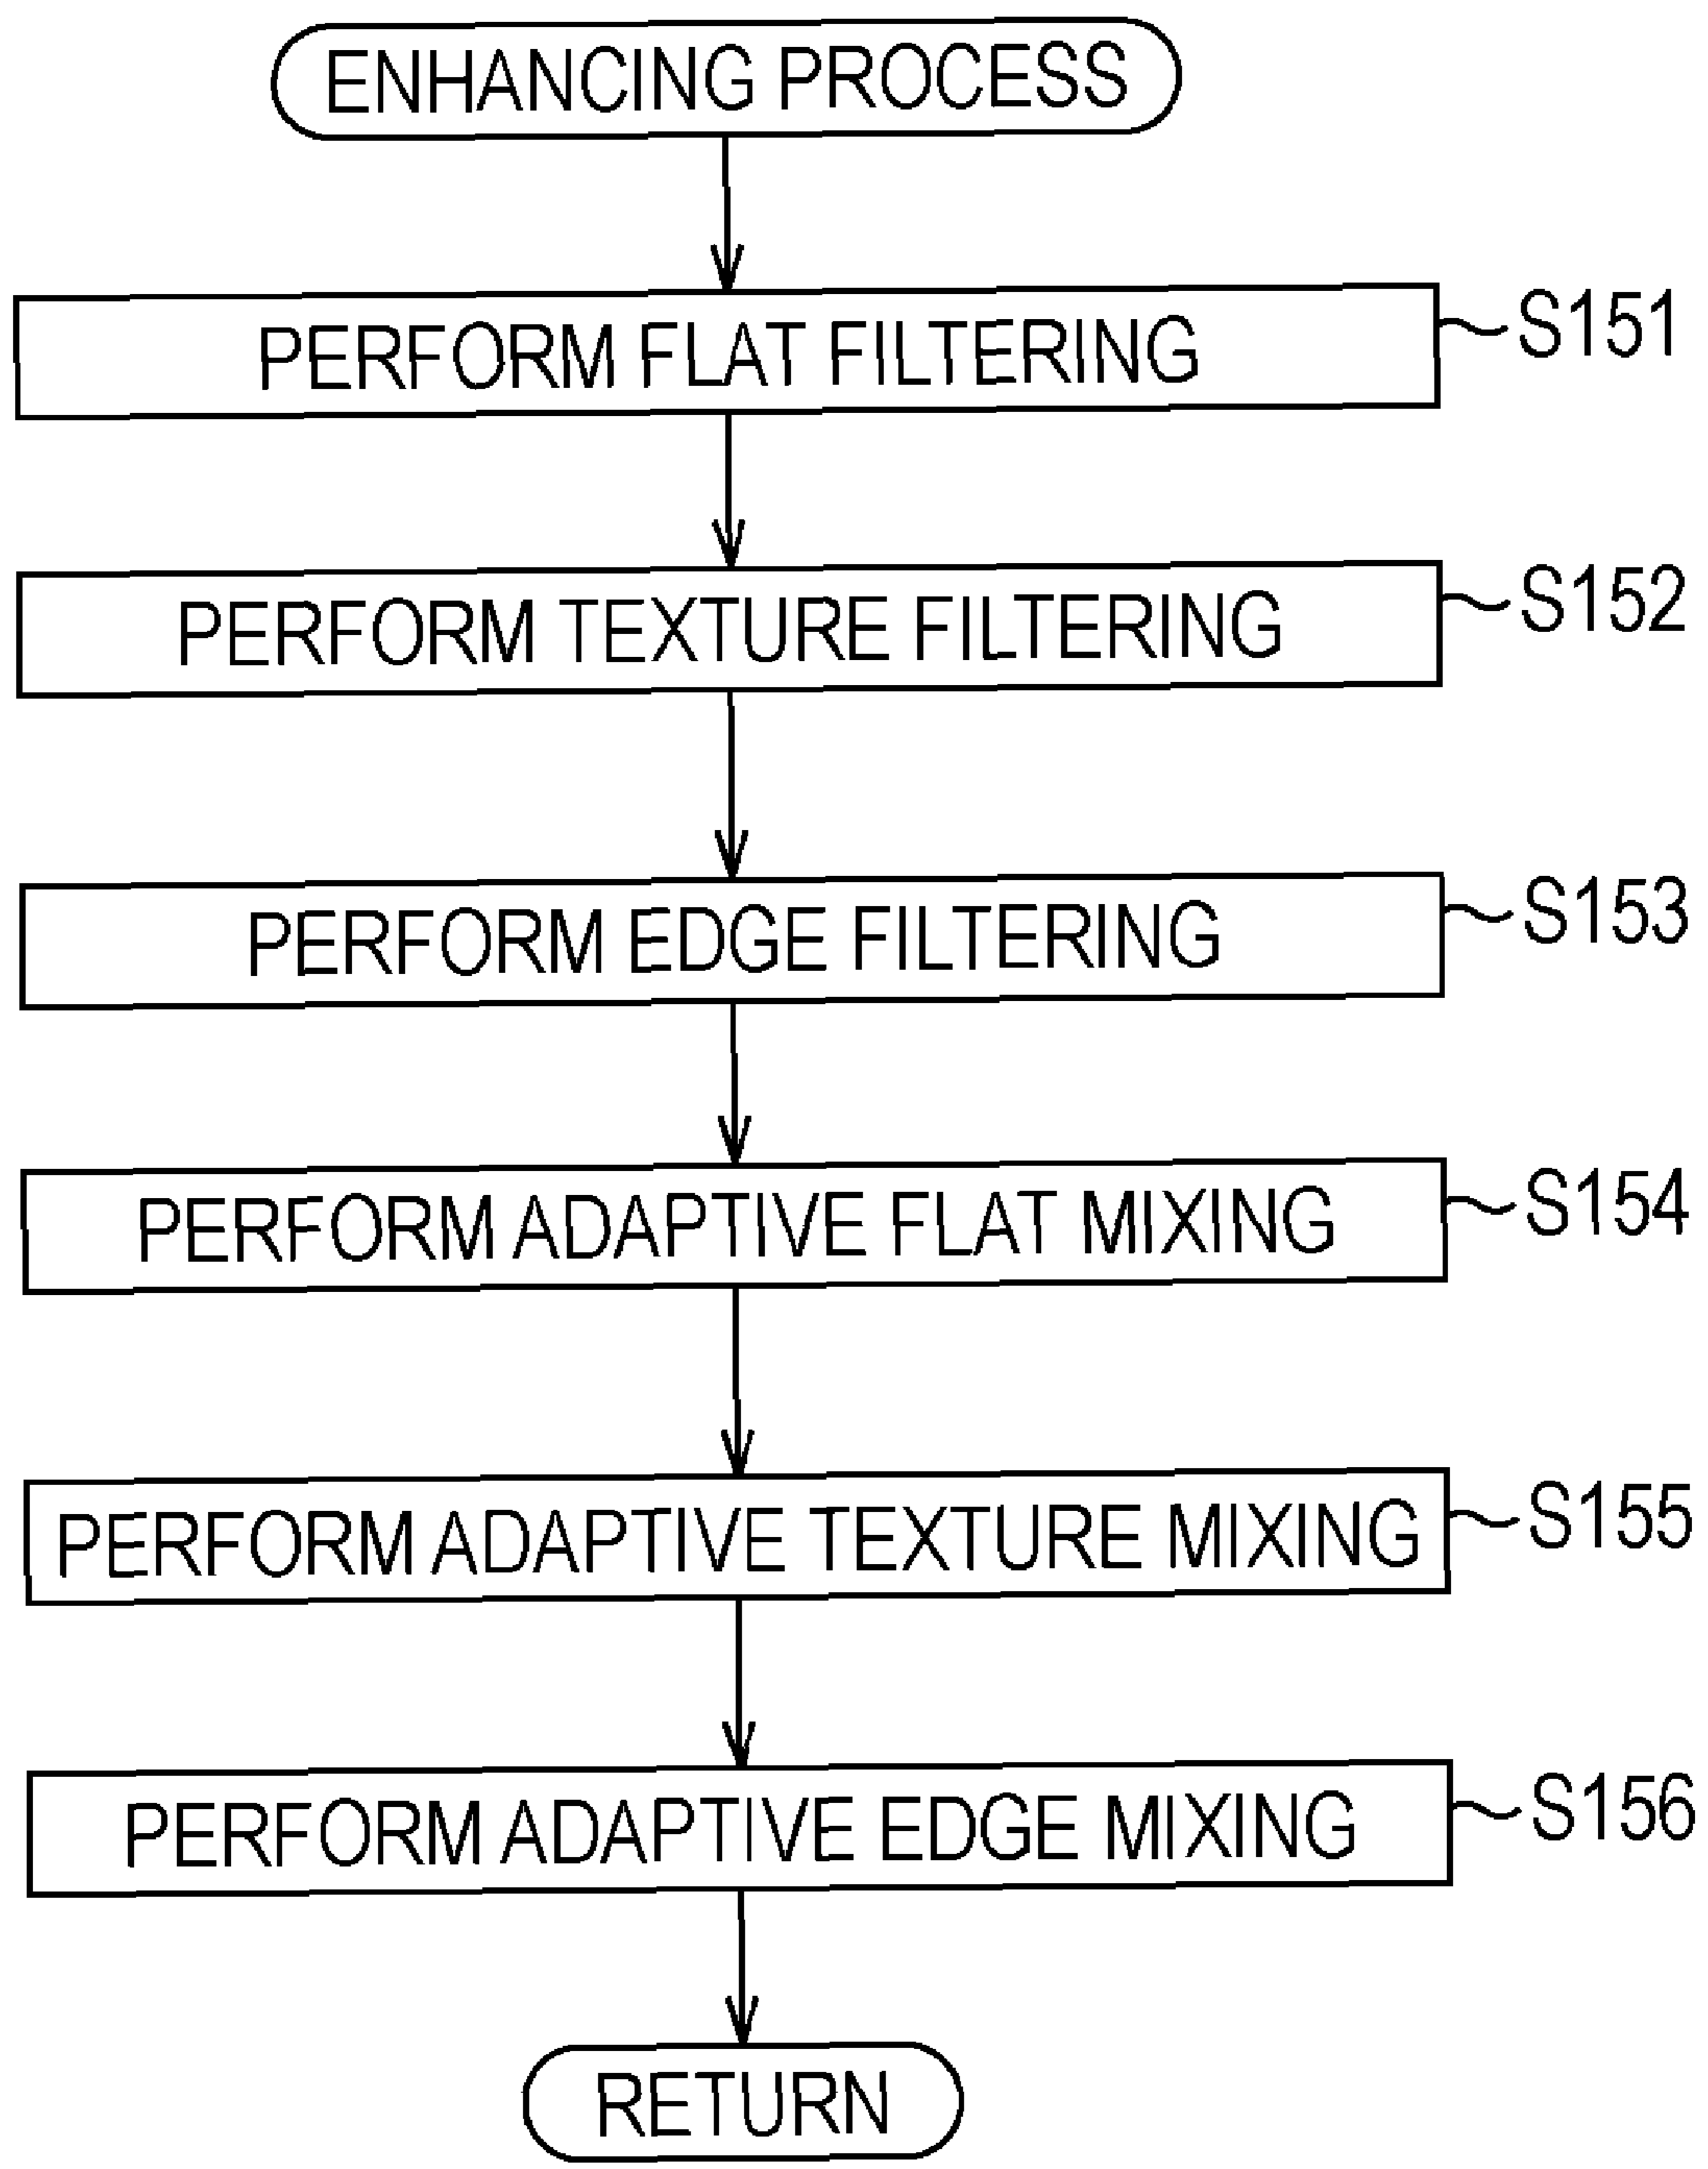 ENHANCING PROCESS
PERFORM FLAT FILTERING
S151
PERFORM TEXTURE FILTERING
S152
PERFORM EDGE FILTERING
S153
PERFORM ADAPTIVE FLAT MIXING
S154
PERFORM ADAPTIVE TEXTURE MIXING
S155
PERFORM ADAPTIVE EDGE MIXING
S156
RETURN